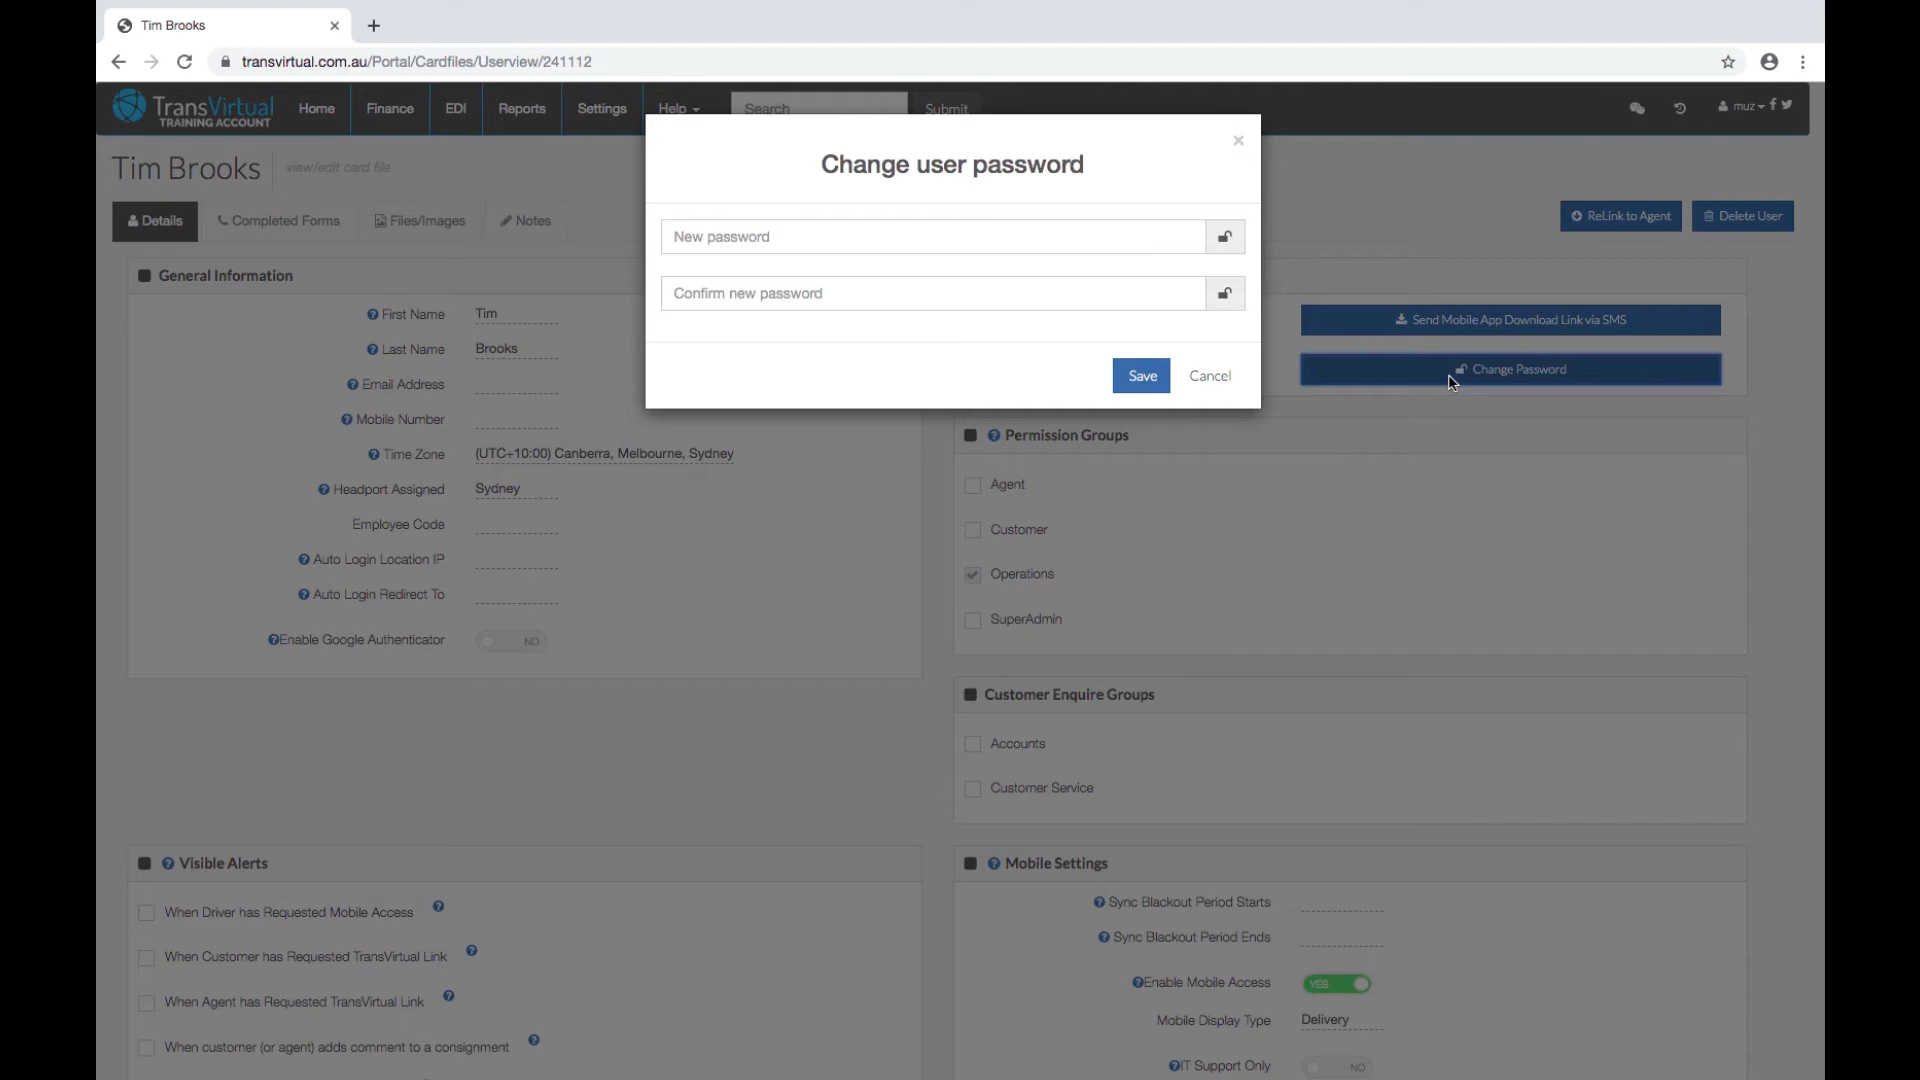 Tim Brooks
transvirtual.com.au/Portal/Cardfiles/Userview/241112
TransVirtual
TRAINING ACCOUNT
Home
Finance
EDI
Reports
Settings
Help
Search
Submit
muz
Tim Brooks
view/edit card file
Details
Completed Forms
Files/Images
Notes
ReLink to Agent
Delete User
Change user password
New password
Confirm new password
Save
Cancel
General Information
First Name Tim
Last Name Brooks
Email Address
Mobile Number
Time Zone (UTC+10:00) Canberra, Melbourne, Sydney
Headport Assigned Sydney
Employee Code
Auto Login Location IP
Auto Login Redirect To
Enable Google Authenticator NO
Send Mobile App Download Link via SMS
Change Password
Permission Groups
Agent
Customer
Operations
SuperAdmin
Customer Enquire Groups
Accounts
Customer Service
Visible Alerts
When Driver has Requested Mobile Access
When Customer has Requested TransVirtual Link
When Agent has Requested TransVirtual Link
When customer (or agent) adds comment to a consignment
Mobile Settings
Sync Blackout Period Starts
Sync Blackout Period Ends
Enable Mobile Access YES
Mobile Display Type Delivery
IT Support Only NO